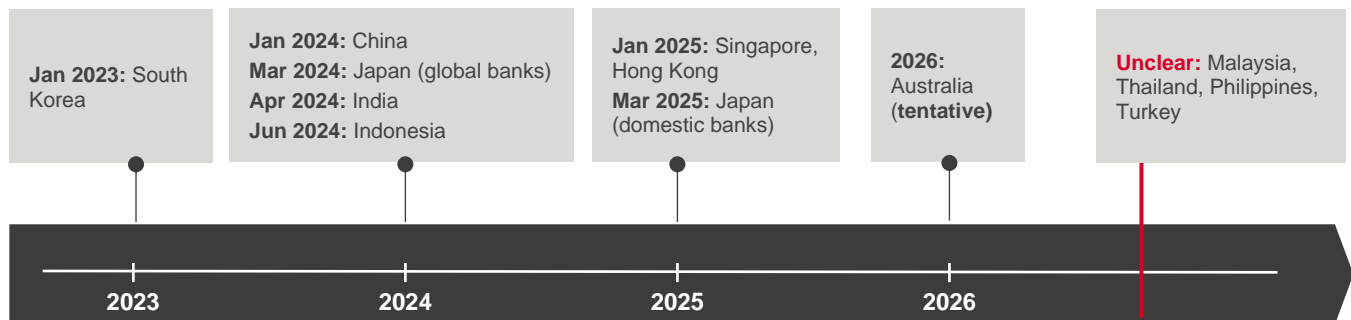 Jan 2023: South
Korea
Jan 2024: China
Mar 2024: Japan (global banks)
Apr 2024: India
Jun 2024: Indonesia
Jan 2025: Singapore,
Hong Kong
Mar 2025: Japan
(domestic banks)
2026:
Australia
(tentative)
Unclear: Malaysia,
Thailand, Philippines,
Turkey
2023
2024
2025
2026